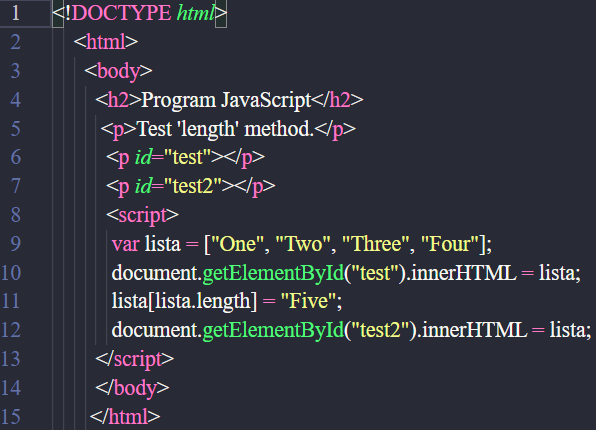 1 <!DOCTYPE html>
2 <html>
3 <body>
4 <h2>Program JavaScript</h2>
5 <p>Test 'length' method.</p>
6 <p id="test"></p>
7 <p id="test2"></p>
8 <script>
9 var lista = ["One", "Two", "Three", "Four"];
10 document.getElementById("test").innerHTML = lista;
11 lista[lista.length] = "Five";
12 document.getElementById("test2").innerHTML = lista;
13 </script>
14 </body>
15 </html>